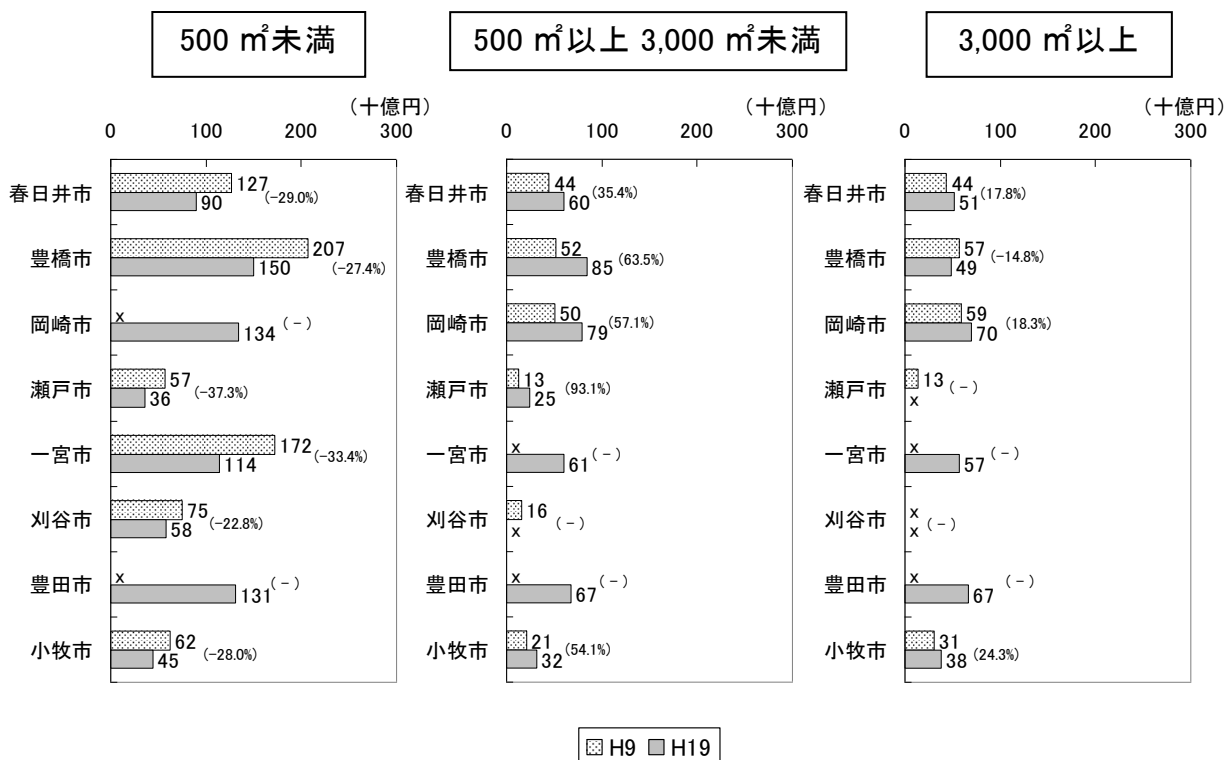 500 ㎡未満
（十億円）
0 100 200 300
春日井市 127 (-29.0%)
90
豊橋市 207
150 (-27.4%)
岡崎市 x
134 (-)
瀬戸市 57 (-37.3%)
36
一宮市 172 (-33.4%)
114
刈谷市 75 (-22.8%)
58
豊田市 x
131 (-)
小牧市 62 (-28.0%)
45
500 ㎡以上 3,000 ㎡未満
（十億円）
0 100 200 300
春日井市 44 (35.4%)
60
豊橋市 52 (63.5%)
85
岡崎市 50 (57.1%)
79
瀬戸市 13 (93.1%)
25
一宮市 x (-)
61
刈谷市 16 (-)
x
豊田市 x (-)
67
小牧市 21 (54.1%)
32
3,000 ㎡以上
（十億円）
0 100 200 300
春日井市 44 (17.8%)
51
豊橋市 57 (-14.8%)
49
岡崎市 59 (18.3%)
70
瀬戸市 13 (-)
x
一宮市 x (-)
57
刈谷市 x (-)
x
豊田市 x (-)
67
小牧市 31 (24.3%)
38
H9 H19